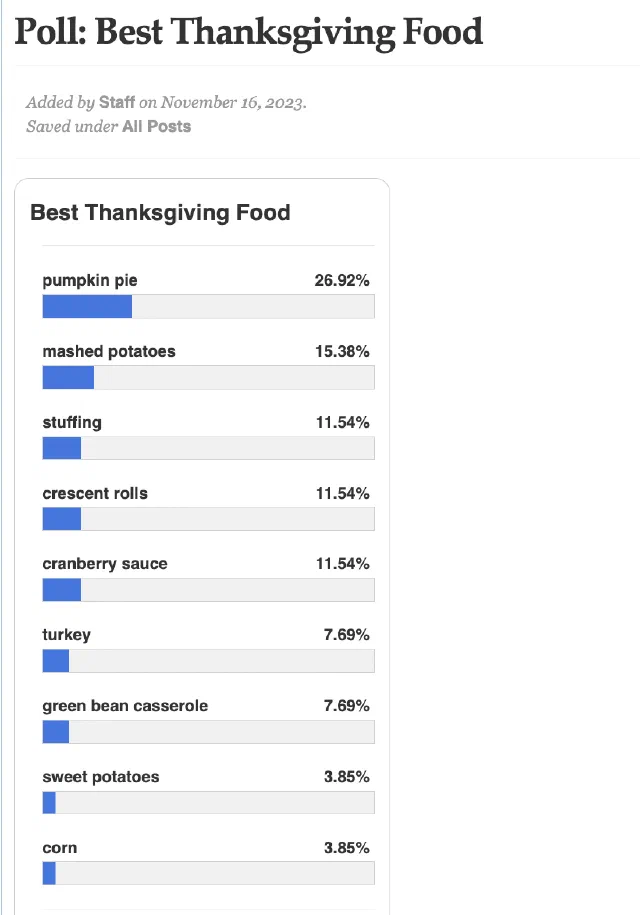 Poll: Best Thanksgiving Food
Added by Staff on November 16, 2023.
Saved under All Posts
Best Thanksgiving Food
pumpkin pie 26.92%
mashed potatoes 15.38%
stuffing 11.54%
crescent rolls 11.54%
cranberry sauce 11.54%
turkey 7.69%
green bean casserole 7.69%
sweet potatoes 3.85%
corn 3.85%